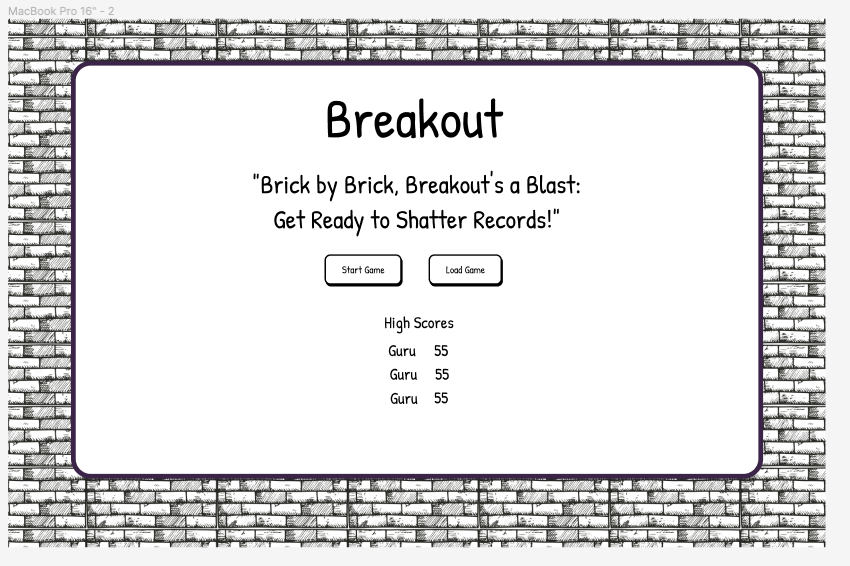 MacBook Pro 16" - 2
Breakout
"Brick by Brick, Breakout's a Blast:
Get Ready to Shatter Records!"
Start Game Load Game
High Scores
Guru 55
Guru 55
Guru 55